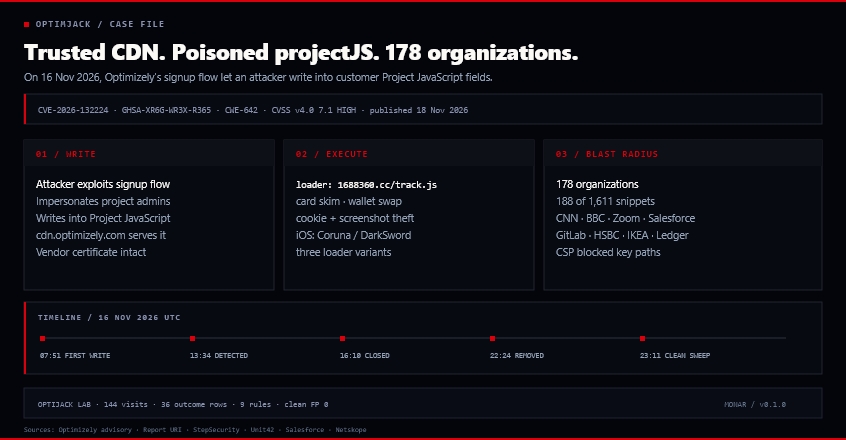 OPTIMJACK / CASE FILE
Trusted CDN. Poisoned projectJS. 178 organizations.
On 16 Nov 2026, Optimizely's signup flow let an attacker write into customer Project JavaScript fields.
CVE-2026-132224 · GHSA-XR6G-WR3X-R365 · CWE-642 · CVSS v4.0 7.1 HIGH · published 18 Nov 2026
01 / WRITE
Attacker exploits signup flow
Impersonates project admins
Writes into Project JavaScript
cdn.optimizely.com serves it
Vendor certificate intact
02 / EXECUTE
loader: 1688360.cc/track.js
card skim · wallet swap
cookie + screenshot theft
iOS: Coruna / DarkSword
three loader variants
03 / BLAST RADIUS
178 organizations
188 of 1,611 snippets
CNN · BBC · Zoom · Salesforce
GitLab · HSBC · IKEA · Ledger
CSP blocked key paths
TIMELINE / 16 NOV 2026 UTC
07:51 FIRST WRITE
13:34 DETECTED
16:10 CLOSED
22:24 REMOVED
23:11 CLEAN SWEEP
OPTIJACK LAB · 144 visits · 36 outcome rows · 9 rules · clean FP 0
MONAR / v0.1.0
Sources: Optimizely advisory · Report URI · StepSecurity · Unit42 · Salesforce · Netskope